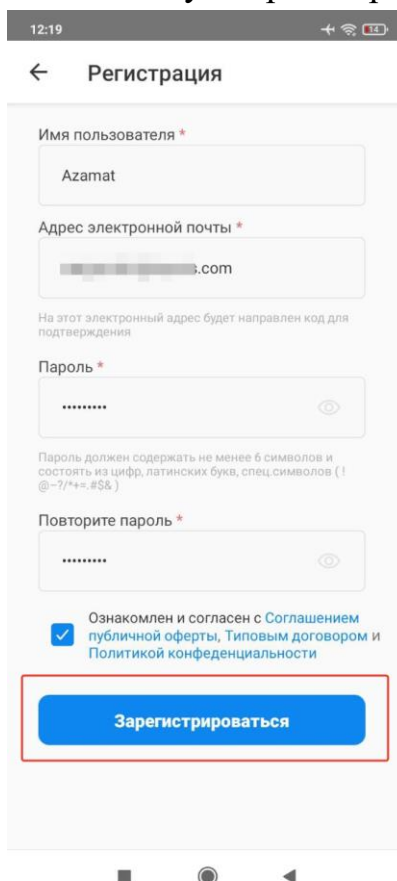 12:19
14
Регистрация
Имя пользователя *
Azamat
Адрес электронной почты *
s.com
На этот электронный адрес будет направлен код для
подтверждения
Пароль *
•••••••••
Пароль должен содержать не менее 6 символов и
состоять из цифр, латинских букв, спец.символов ( !
@–?/*+=.#$& )
Повторите пароль *
•••••••••
Ознакомлен и согласен с Соглашением
публичной оферты, Типовым договором и
Политикой конфеденциальности
Зарегистрироваться